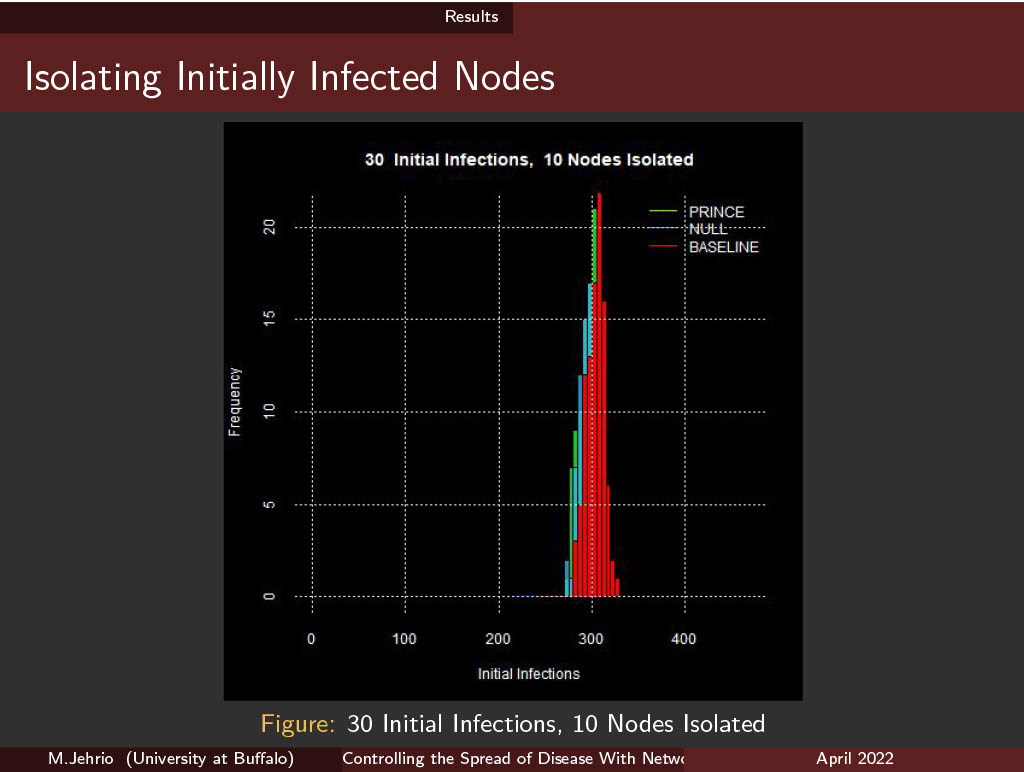 Results
Isolating Initially Infected Nodes
30 Initial Infections, 10 Nodes Isolated
PRINCE
NULL
BASELINE
20
15
10
5
0
Frequency
0 100 200 300 400
Initial Infections
Figure: 30 Initial Infections, 10 Nodes Isolated
M.Jehrio (University at Buffalo) Controlling the Spread of Disease With Netwo April 2022